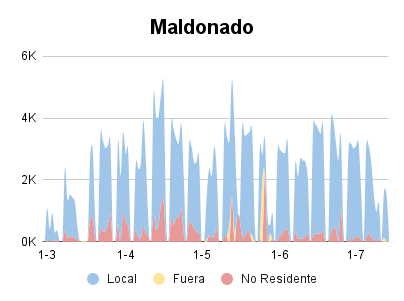 Maldonado
6K
4K
2K
0K
1-3 1-4 1-5 1-6 1-7
Local Fuera No Residente